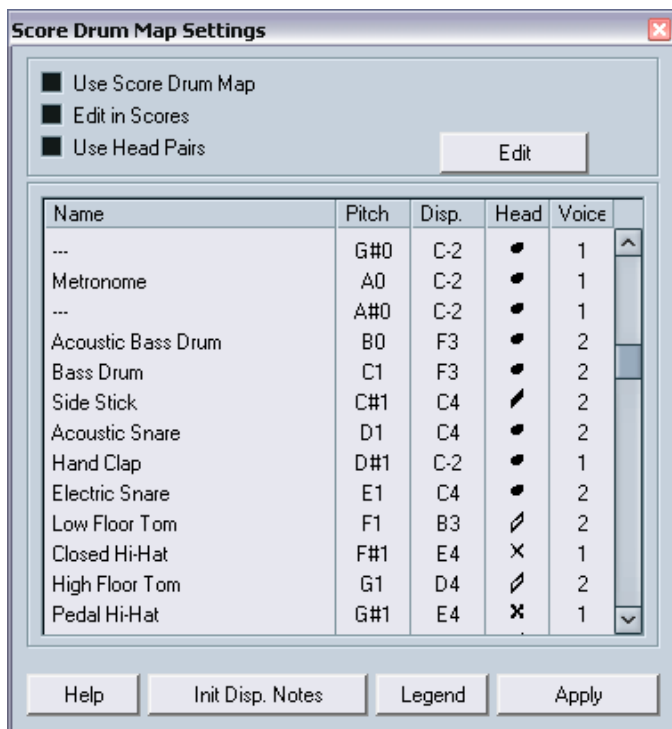 Score Drum Map Settings
Use Score Drum Map
Edit in Scores
Use Head Pairs
Edit
Name Pitch Disp. Head Voice
--- G#0 C-2 1
Metronome A0 C-2 1
--- A#0 C-2 1
Acoustic Bass Drum B0 F3 2
Bass Drum C1 F3 2
Side Stick C#1 C4 2
Acoustic Snare D1 C4 2
Hand Clap D#1 C-2 1
Electric Snare E1 C4 2
Low Floor Tom F1 B3 2
Closed Hi-Hat F#1 E4 1
High Floor Tom G1 D4 2
Pedal Hi-Hat G#1 E4 1
Help Init Disp. Notes Legend Apply